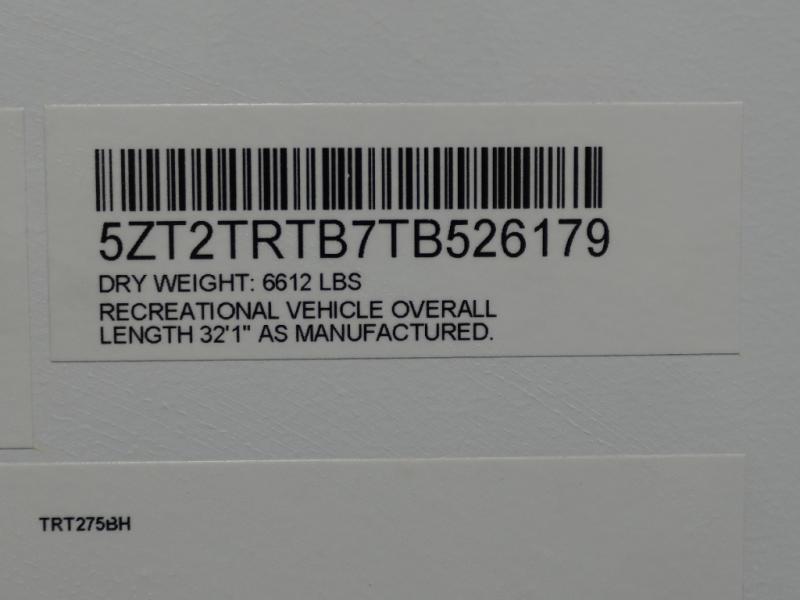 5ZT2TRTB7TB526179
DRY WEIGHT: 6612 LBS
RECREATIONAL VEHICLE OVERALL
LENGTH 32'1" AS MANUFACTURED.
TRT275BH